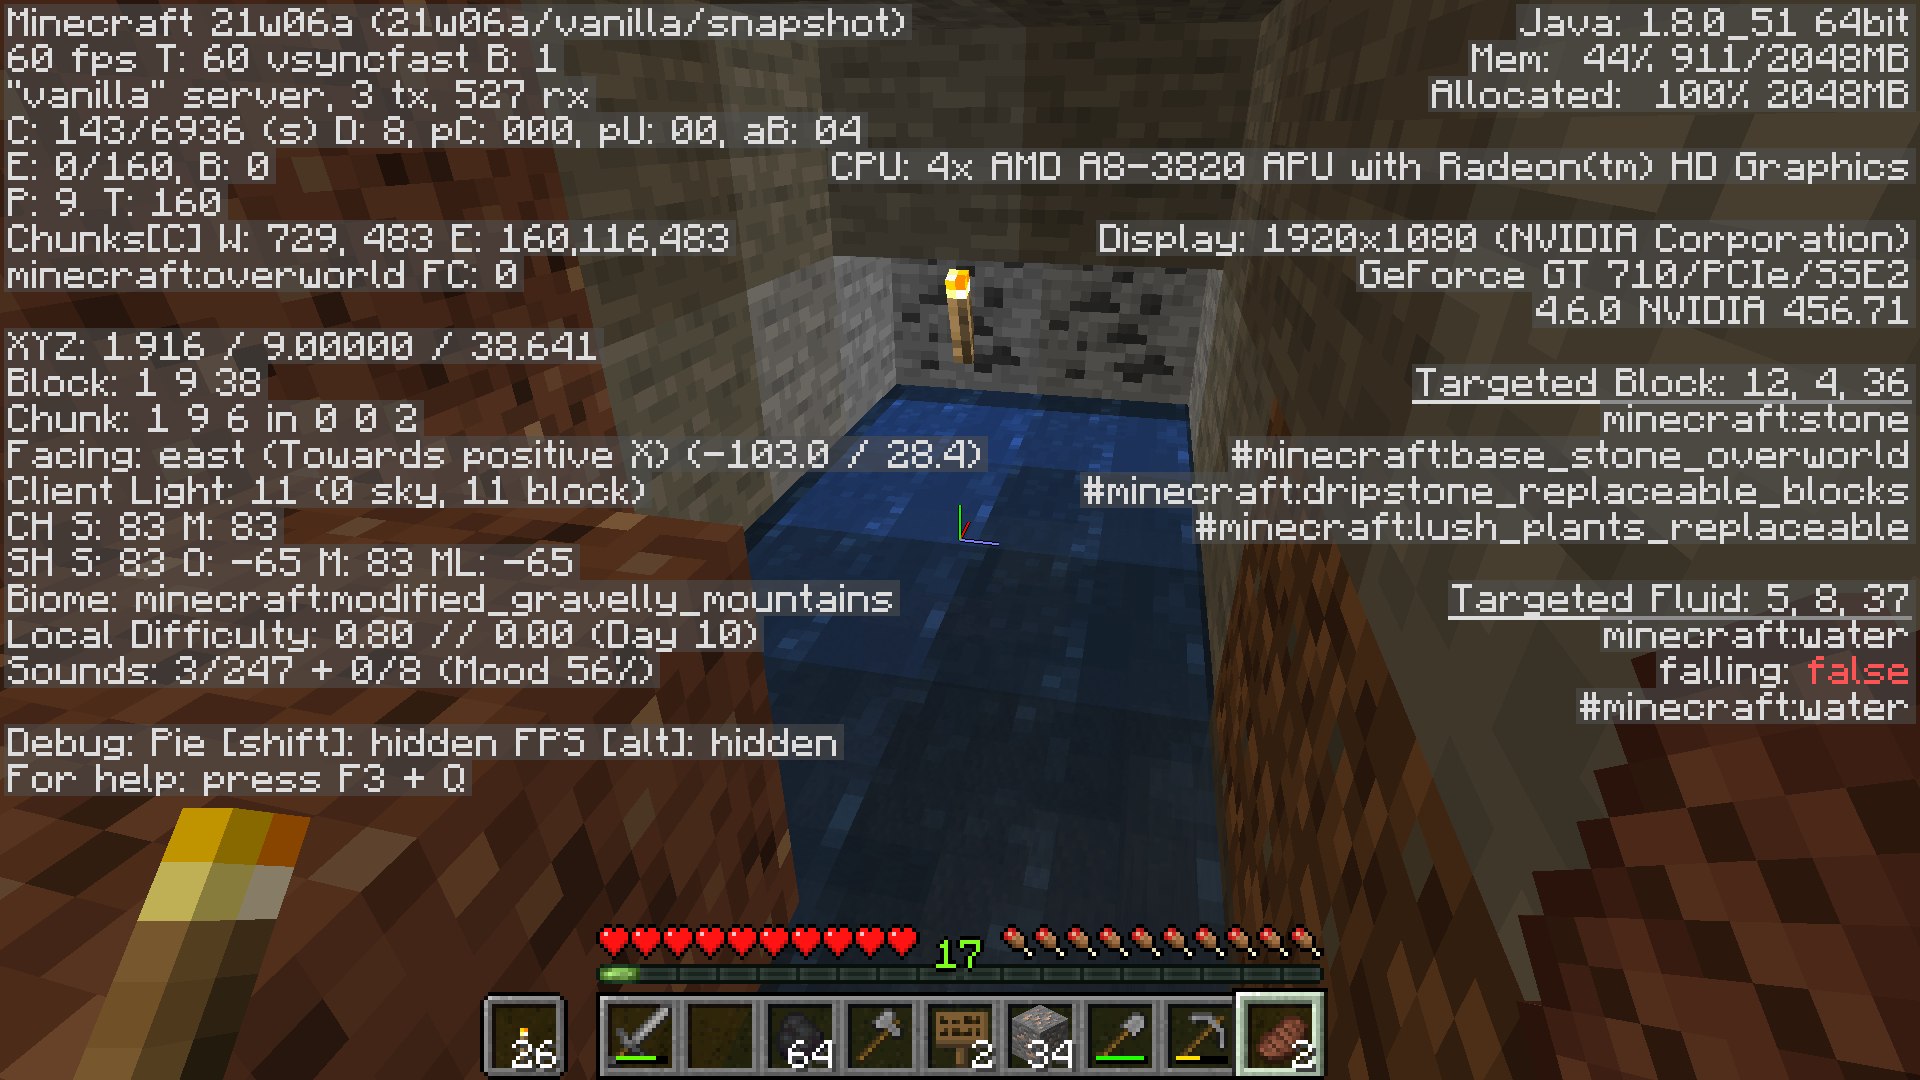 Minecraft 21w06a (21w06a/vanilla/snapshot)
60 fps T: 60 vsyncfast B: 1
"vanilla" server, 3 tx, 527 rx
C: 143/6936 (s) D: 8, pC: 000, pU: 00, aB: 04
E: 0/160, B: 0
P: 9. T: 160
Chunks[C] W: 729, 483 E: 160,116,483
minecraft:overworld FC: 0
XYZ: 1.916 / 9.00000 / 38.641
Block: 1 9 38
Chunk: 1 9 6 in 0 0 2
Facing: east (Towards positive X) (-103.0 / 28.4)
Client Light: 11 (0 sky, 11 block)
CH S: 83 M: 83
SH S: 83 O: -65 M: 83 ML: -65
Biome: minecraft:modified_gravelly_mountains
Local Difficulty: 0.80 // 0.00 (Day 10)
Sounds: 3/247 + 0/8 (Mood 56%)
Debug: Pie [shift]: hidden FPS [alt]: hidden
For help: press F3 + Q
Java: 1.8.0_51 64bit
Mem: 44% 911/2048MB
Allocated: 100% 2048MB
CPU: 4x AMD A8-3820 APU with Radeon(tm) HD Graphics
Display: 1920x1080 (NVIDIA Corporation)
GeForce GT 710/PCIe/SSE2
4.6.0 NVIDIA 456.71
Targeted Block: 12, 4, 36
minecraft:stone
#minecraft:base_stone_overworld
#minecraft:dripstone_replaceable_blocks
#minecraft:lush_plants_replaceable
Targeted Fluid: 5, 8, 37
minecraft:water
falling: false
#minecraft:water
17
26 64 2 34 2